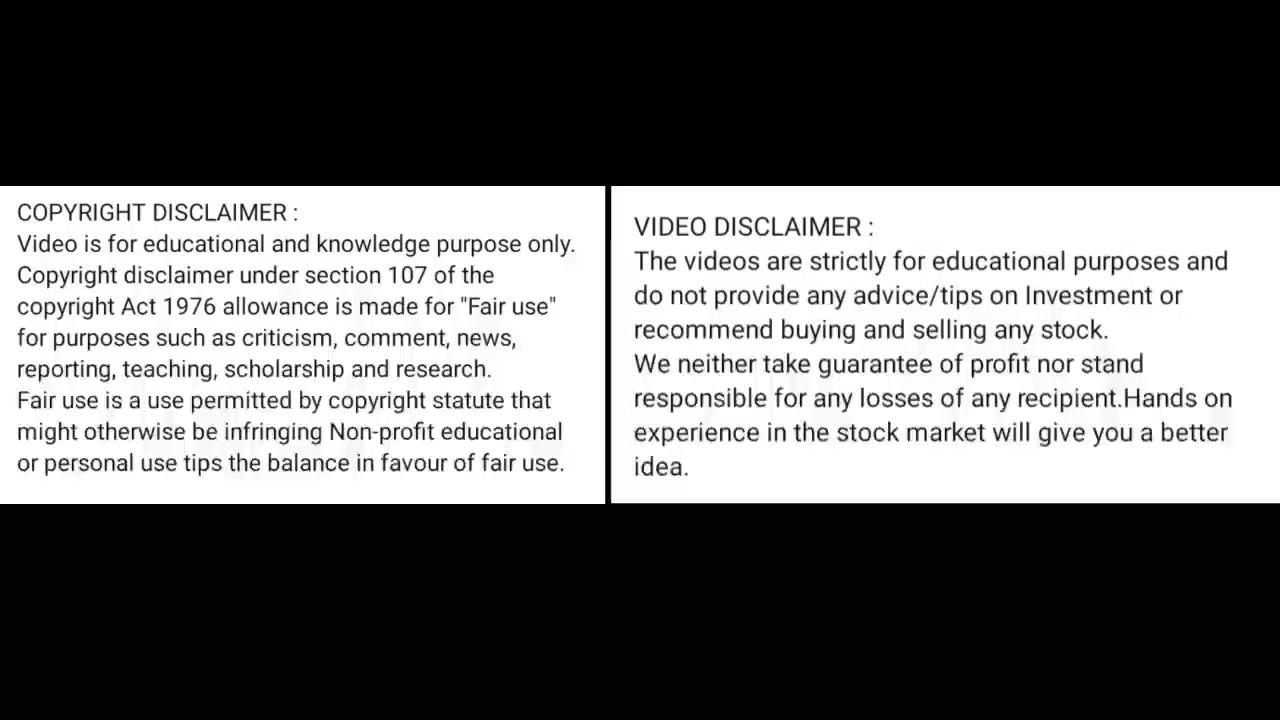 COPYRIGHT DISCLAIMER :
Video is for educational and knowledge purpose only.
Copyright disclaimer under section 107 of the
copyright Act 1976 allowance is made for "Fair use"
for purposes such as criticism, comment, news,
reporting, teaching, scholarship and research.
Fair use is a use permitted by copyright statute that
might otherwise be infringing Non-profit educational
or personal use tips the balance in favour of fair use.
VIDEO DISCLAIMER :
The videos are strictly for educational purposes and
do not provide any advice/tips on Investment or
recommend buying and selling any stock.
We neither take guarantee of profit nor stand
responsible for any losses of any recipient.Hands on
experience in the stock market will give you a better
idea.